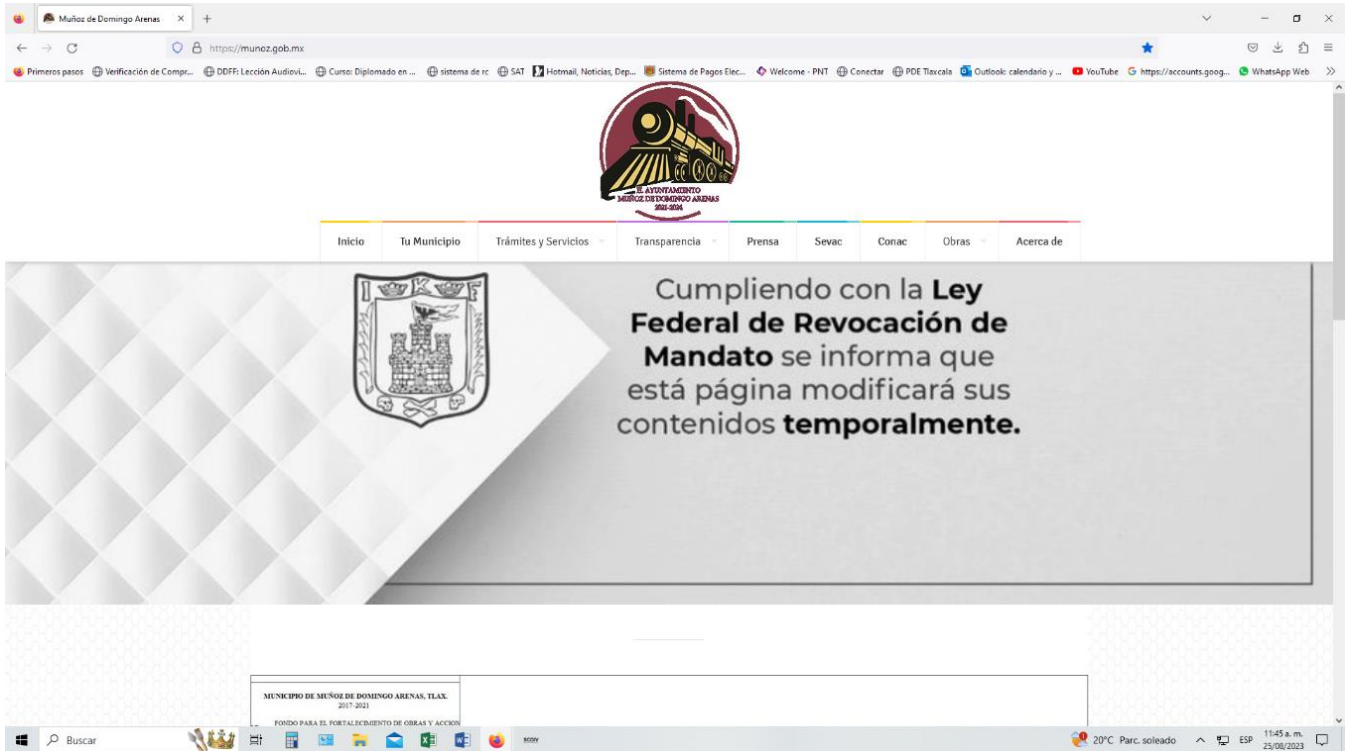 Muñoz de Domingo Arenas
https://munoz.gob.mx
Primeros pasos Verificación de Compr... DDFF: Lección Audiovi... Curso: Diplomado en ... sistema de rc SAT Hotmail, Noticias, Dep... Sistema de Pagos Elec... Welcome - PNT Conectar PDE Tlaxcala Outlook: calendario y ... YouTube https://accounts.goog... WhatsApp Web
EL AYUNTAMIENTO
MUÑOZ DE DOMINGO ARENAS
2021-2024
Inicio Tu Municipio Trámites y Servicios Transparencia Prensa Sevac Conac Obras Acerca de
I K F
Cumpliendo con la Ley
Federal de Revocación de
Mandato se informa que
está página modificará sus
contenidos temporalmente.
MUNICIPIO DE MUÑOZ DE DOMINGO ARENAS, TLAX.
2017-2021
FONDO PARA EL FORTALECIMIENTO DE OBRAS Y ACCION
Buscar
20°C Parc. soleado ESP 11:45 a. m.
25/08/2023